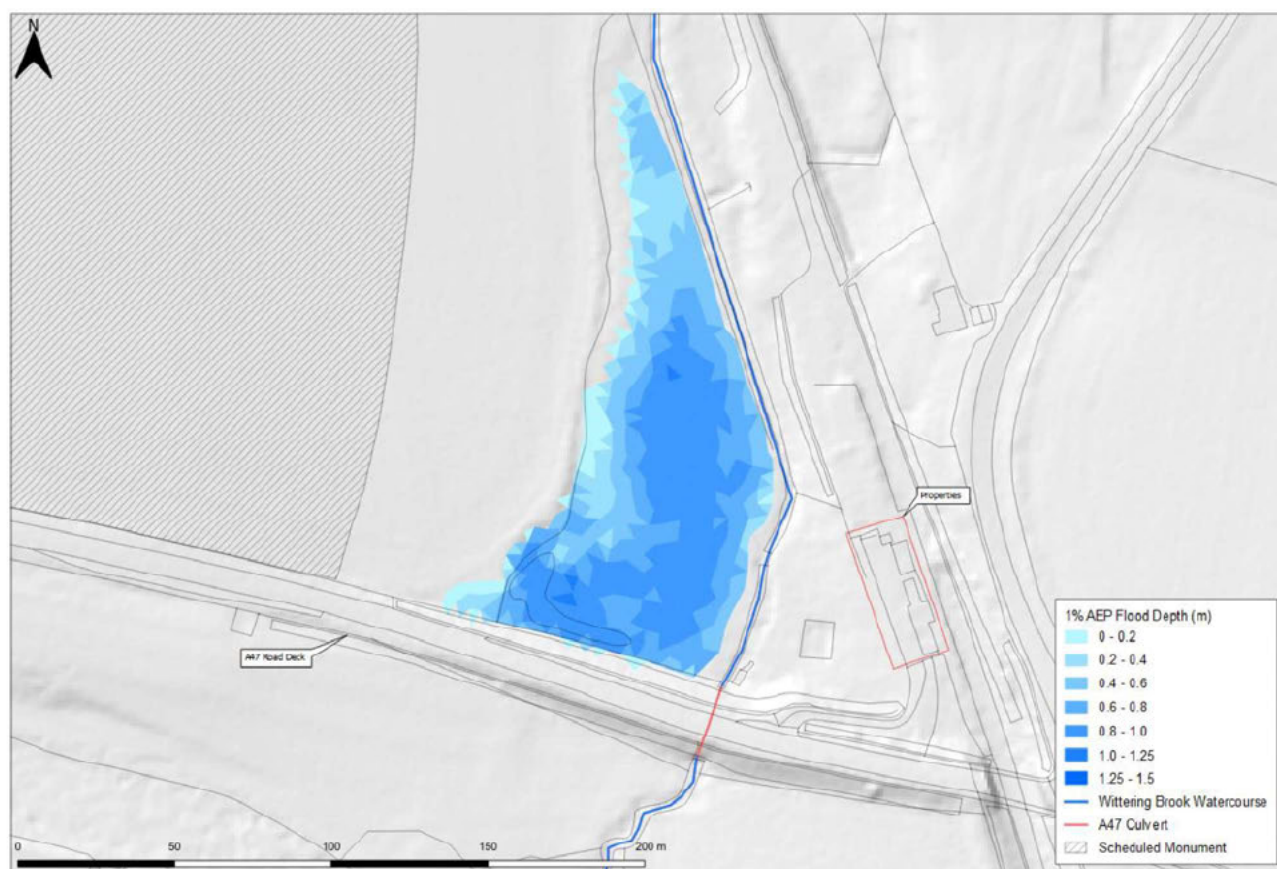 N
Properties
A47 Road Deck
1% AEP Flood Depth (m)
0 - 0.2
0.2 - 0.4
0.4 - 0.6
0.6 - 0.8
0.8 - 1.0
1.0 - 1.25
1.25 - 1.5
Wittering Brook Watercourse
A47 Culvert
Scheduled Monument
0 50 100 150 200 m